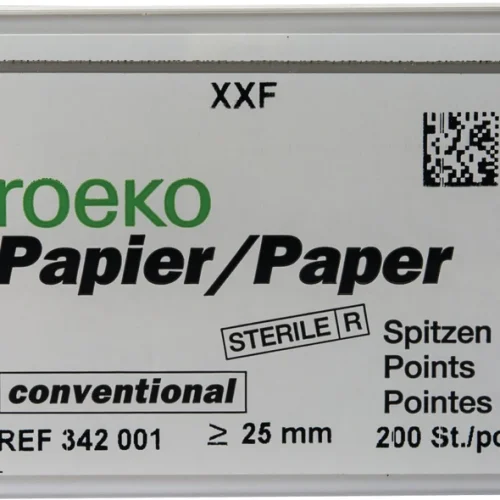 XXF
roeko
Papier/Paper
STERILE R
Spitzen
Points
conventional
Pointes
REF 342 001 ≥ 25 mm 200 St./pc